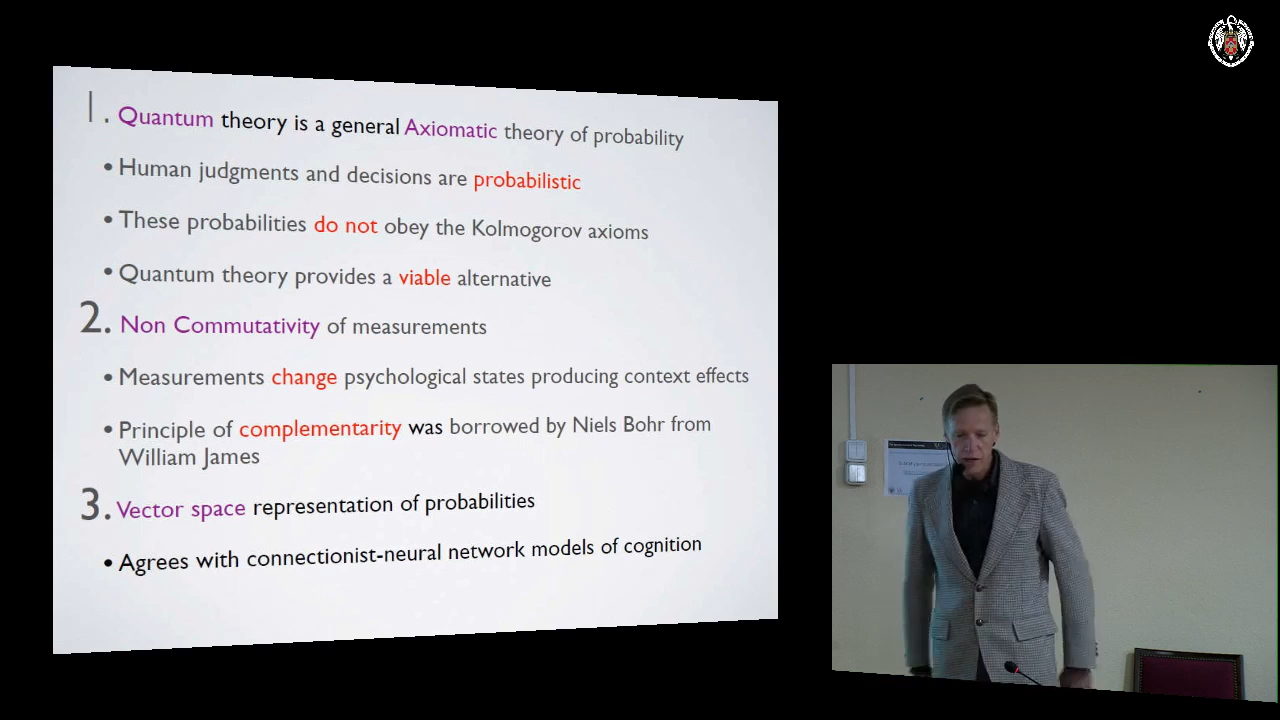 1. Quantum theory is a general Axiomatic theory of probability
• Human judgments and decisions are probabilistic
• These probabilities do not obey the Kolmogorov axioms
• Quantum theory provides a viable alternative
2. Non Commutativity of measurements
• Measurements change psychological states producing context effects
• Principle of complementarity was borrowed by Niels Bohr from
William James
3. Vector space representation of probabilities
• Agrees with connectionist-neural network models of cognition